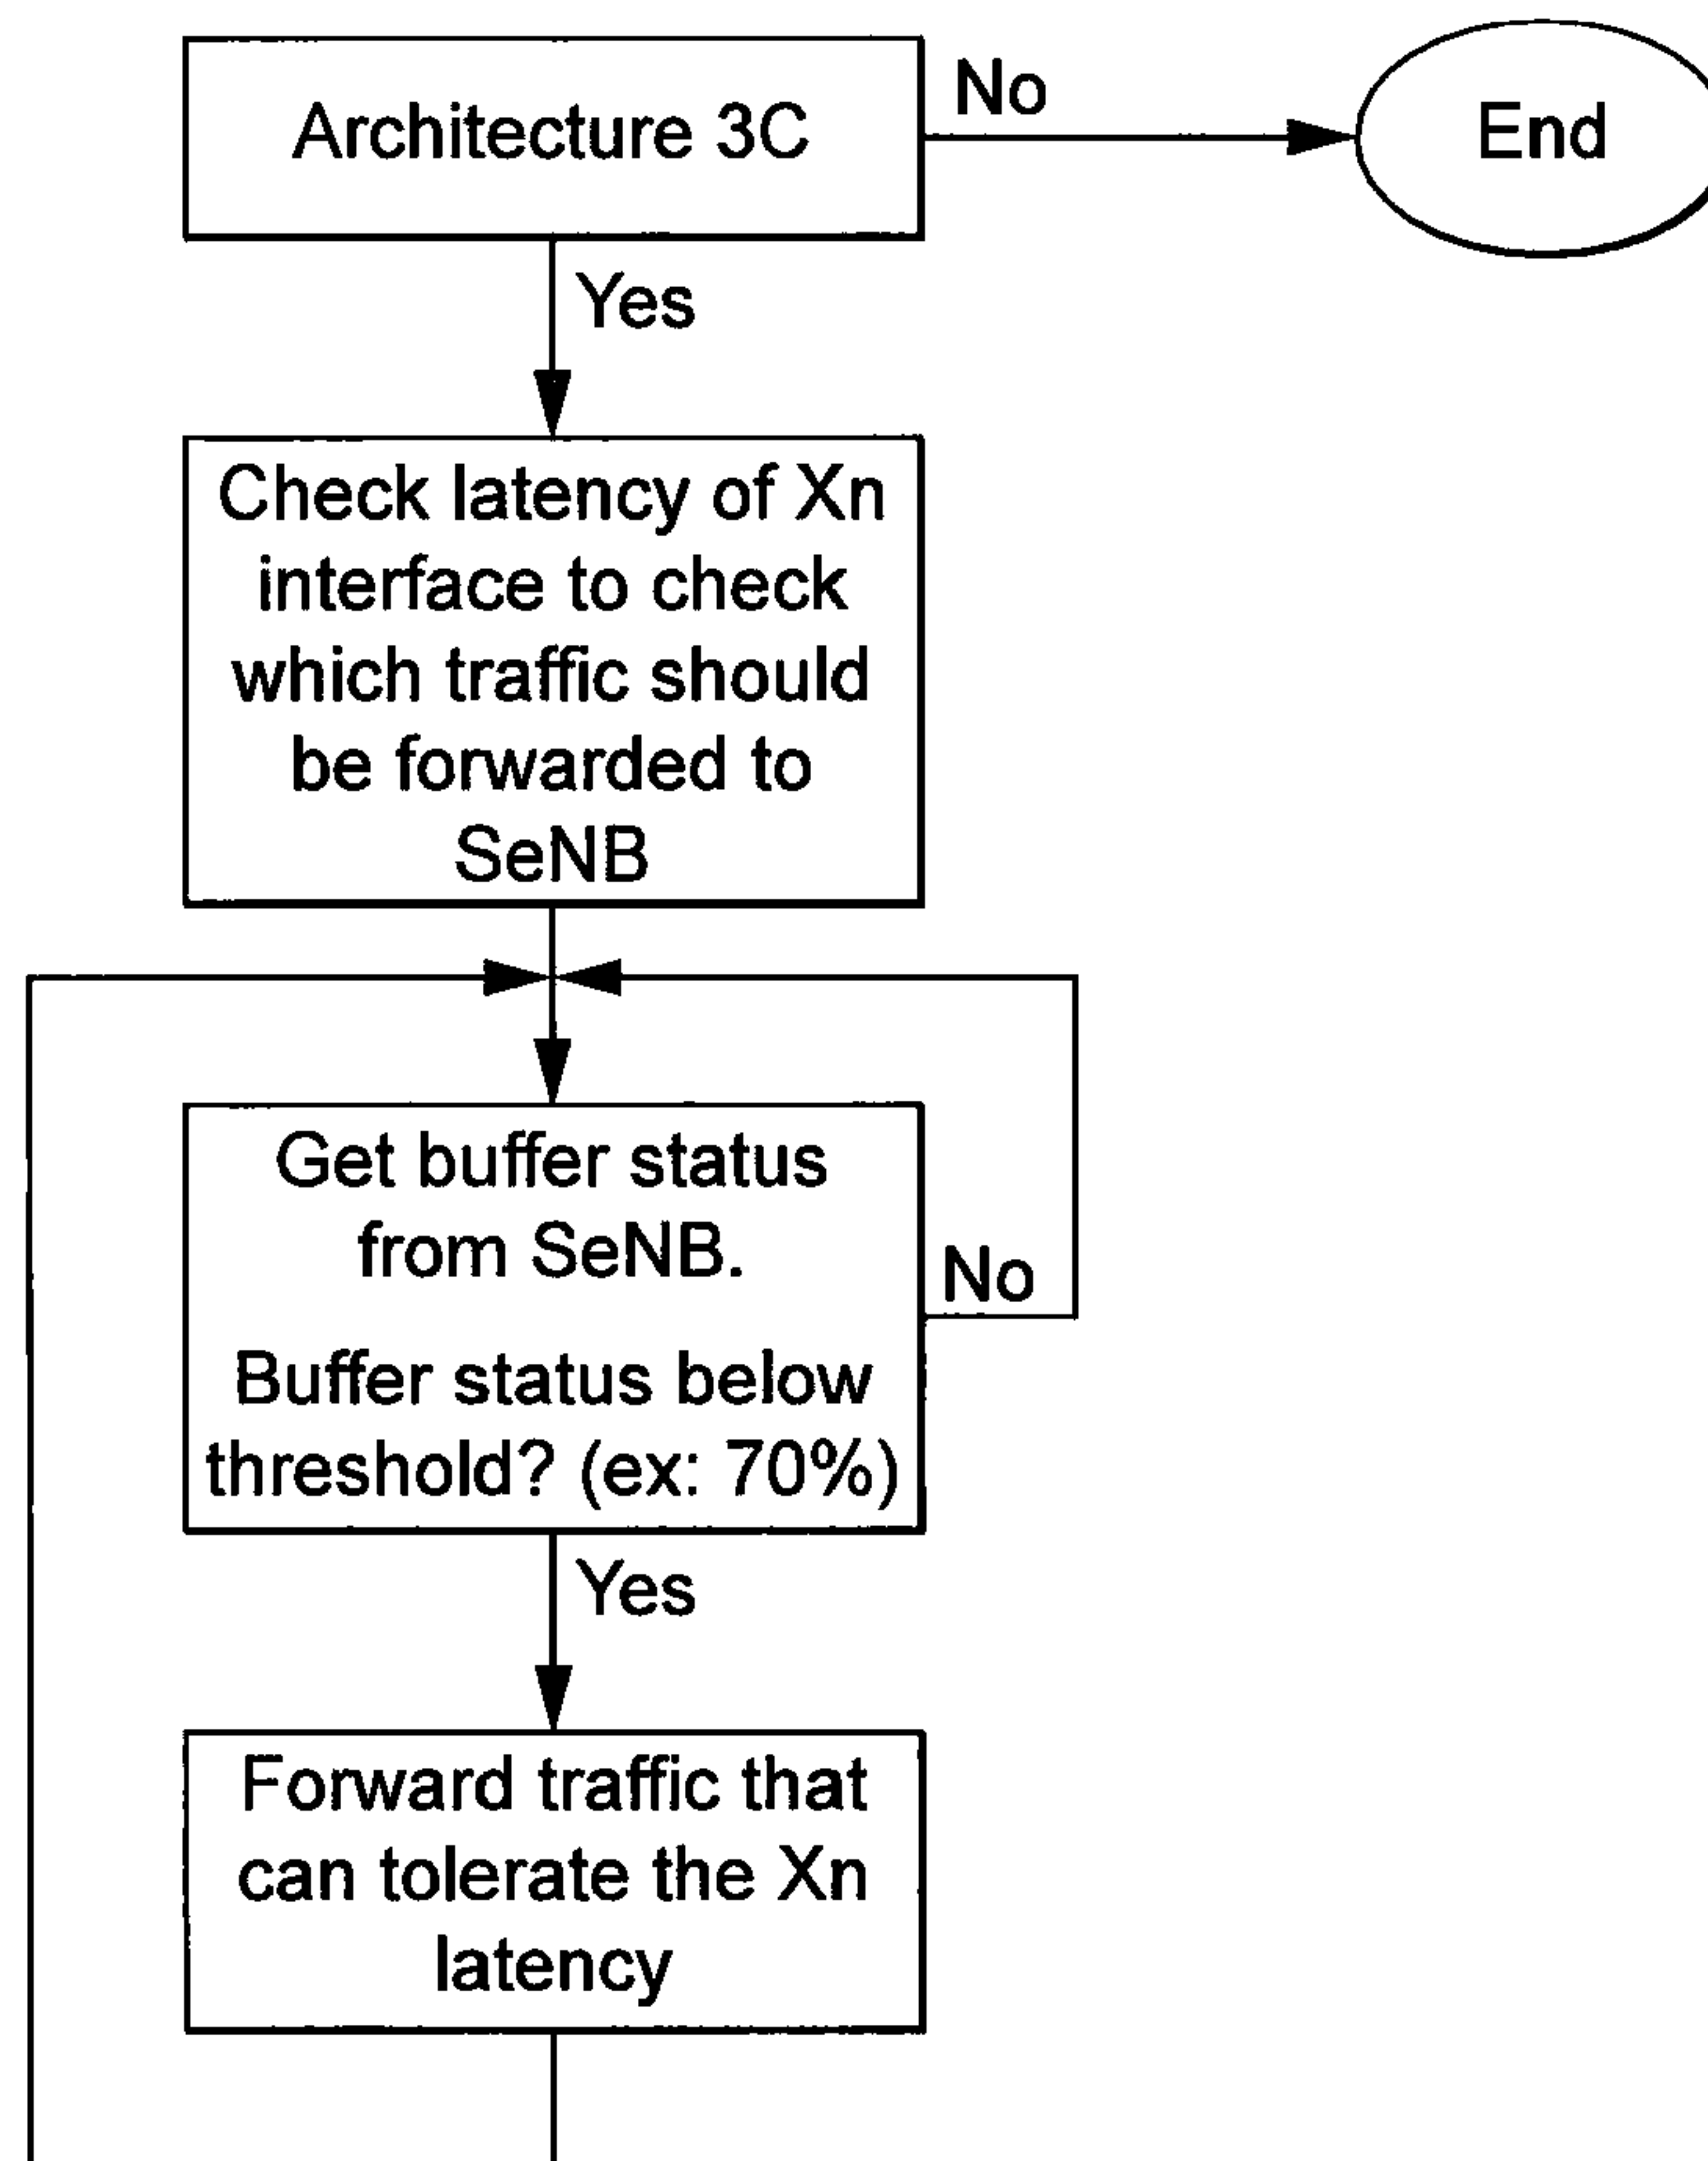 Architecture 3C
No
End
Yes
Check latency of Xn
interface to check
which traffic should
be forwarded to
SeNB
Get buffer status
from SeNB.
No
Buffer status below
threshold? (ex: 70%)
Yes
Forward traffic that
can tolerate the Xn
latency